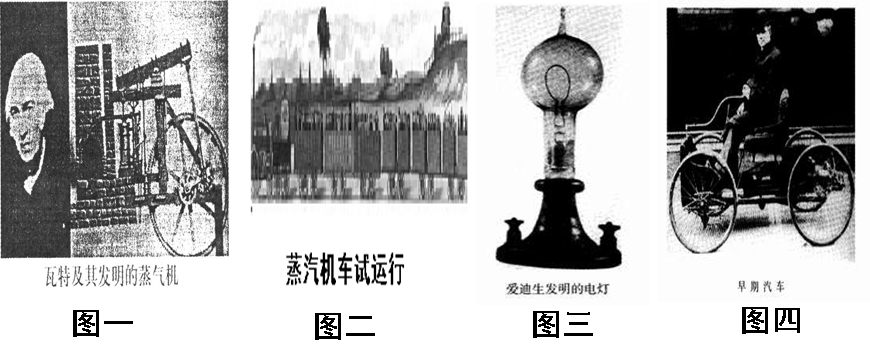 瓦特及其发明的蒸气机
图一
蒸汽机车试运行
图二
爱迪生发明的电灯
图三
早期汽车
图四